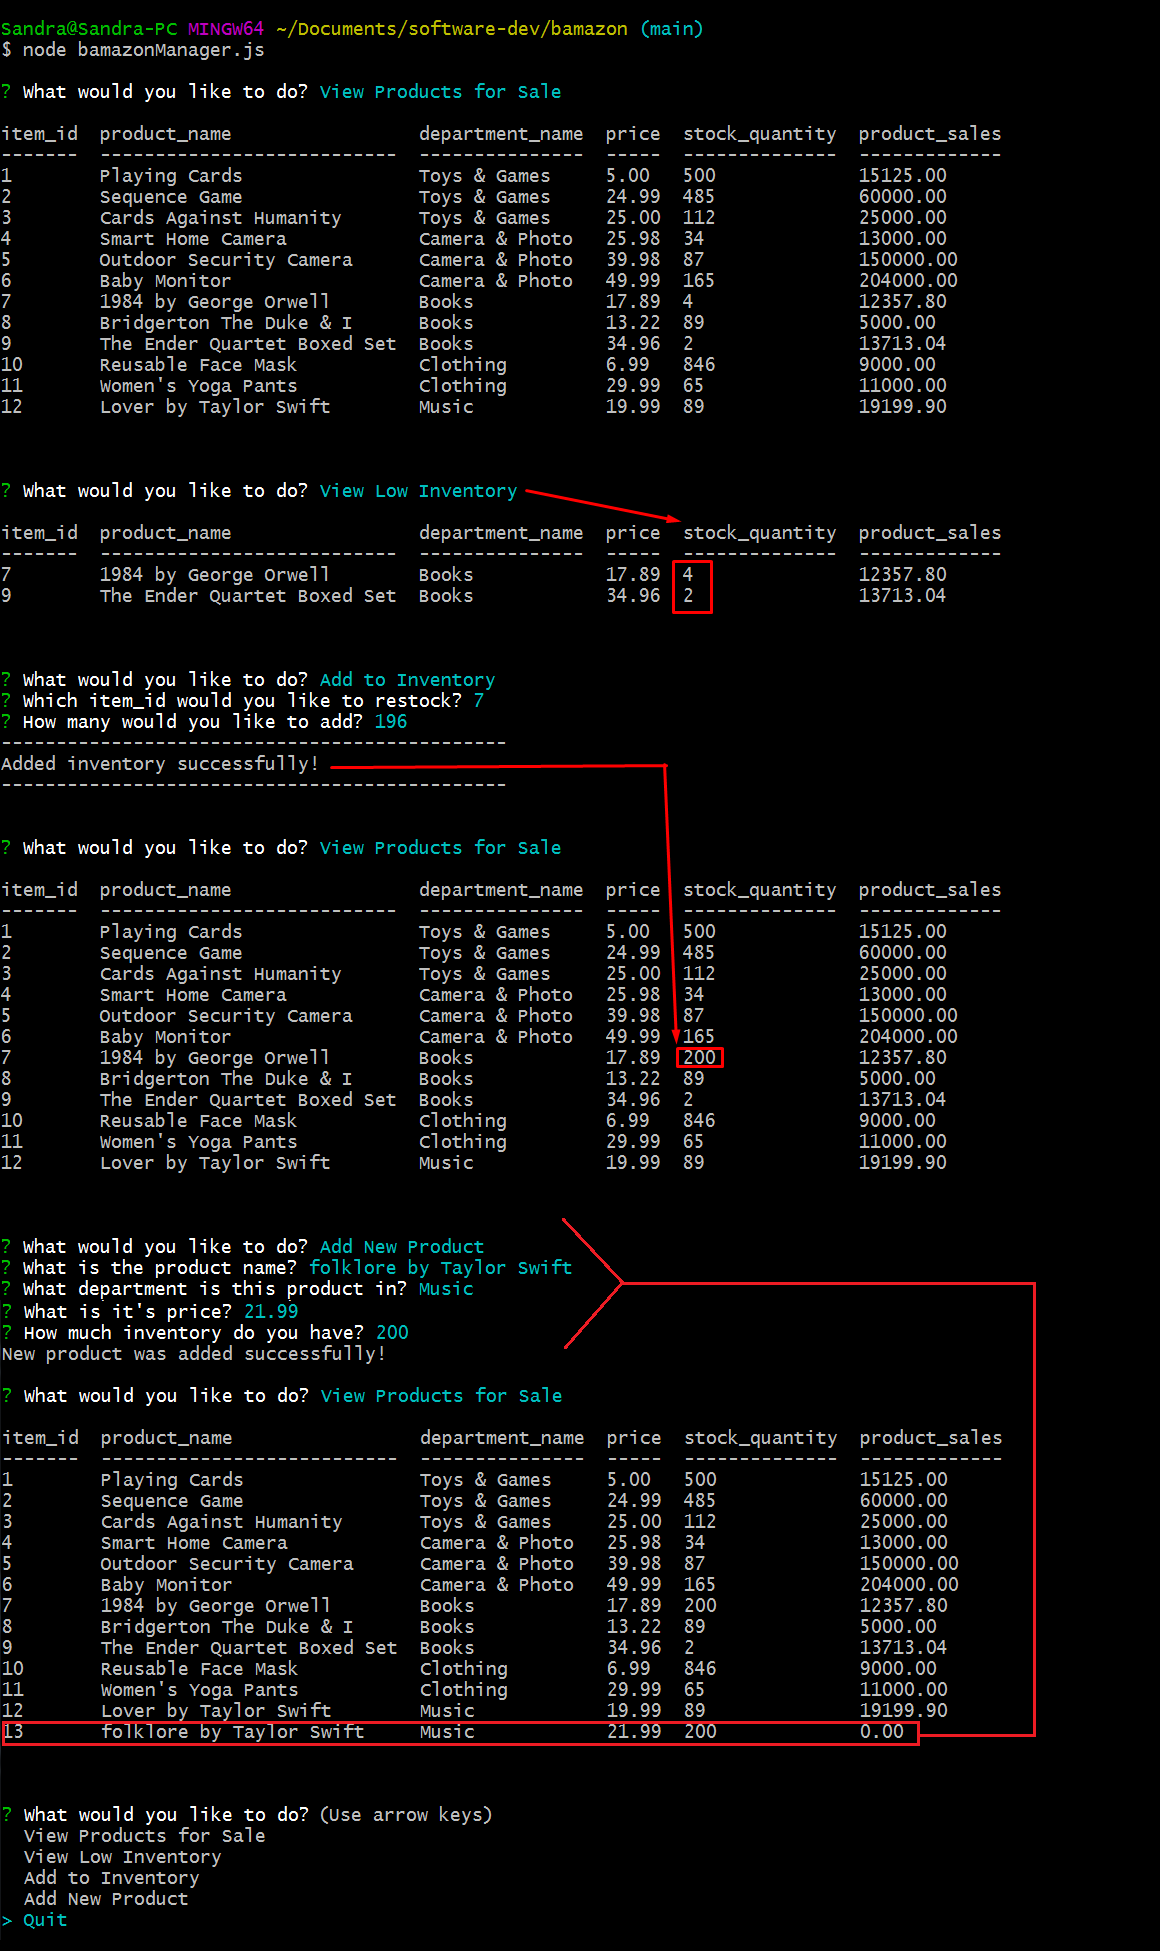 Sandra@Sandra-PC MINGW64 ~/Documents/software-dev/bamazon (main)
$ node bamazonManager.js
? What would you like to do? View Products for Sale
item_id  product_name                 department_name  price  stock_quantity  product_sales
-------  ---------------------------  ---------------  -----  --------------  -------------
1        Playing Cards                Toys & Games     5.00   500             15125.00
2        Sequence Game                Toys & Games     24.99  485             60000.00
3        Cards Against Humanity       Toys & Games     25.00  112             25000.00
4        Smart Home Camera            Camera & Photo   25.98  34              13000.00
5        Outdoor Security Camera      Camera & Photo   39.98  87              150000.00
6        Baby Monitor                 Camera & Photo   49.99  165             204000.00
7        1984 by George Orwell        Books            17.89  4               12357.80
8        Bridgerton The Duke & I      Books            13.22  89              5000.00
9        The Ender Quartet Boxed Set  Books            34.96  2               13713.04
10       Reusable Face Mask           Clothing         6.99   846             9000.00
11       Women's Yoga Pants           Clothing         29.99  65              11000.00
12       Lover by Taylor Swift        Music            19.99  89              19199.90
? What would you like to do? View Low Inventory
item_id  product_name                 department_name  price  stock_quantity  product_sales
-------  ---------------------------  ---------------  -----  --------------  -------------
7        1984 by George Orwell        Books            17.89  4               12357.80
9        The Ender Quartet Boxed Set  Books            34.96  2               13713.04
? What would you like to do? Add to Inventory
? Which item_id would you like to restock? 7
? How many would you like to add? 196
----------------------------------------------
Added inventory successfully!
----------------------------------------------
? What would you like to do? View Products for Sale
item_id  product_name                 department_name  price  stock_quantity  product_sales
-------  ---------------------------  ---------------  -----  --------------  -------------
1        Playing Cards                Toys & Games     5.00   500             15125.00
2        Sequence Game                Toys & Games     24.99  485             60000.00
3        Cards Against Humanity       Toys & Games     25.00  112             25000.00
4        Smart Home Camera            Camera & Photo   25.98  34              13000.00
5        Outdoor Security Camera      Camera & Photo   39.98  87              150000.00
6        Baby Monitor                 Camera & Photo   49.99  165             204000.00
7        1984 by George Orwell        Books            17.89  200             12357.80
8        Bridgerton The Duke & I      Books            13.22  89              5000.00
9        The Ender Quartet Boxed Set  Books            34.96  2               13713.04
10       Reusable Face Mask           Clothing         6.99   846             9000.00
11       Women's Yoga Pants           Clothing         29.99  65              11000.00
12       Lover by Taylor Swift        Music            19.99  89              19199.90
? What would you like to do? Add New Product
? What is the product name? folklore by Taylor Swift
? What department is this product in? Music
? What is it's price? 21.99
? How much inventory do you have? 200
New product was added successfully!
? What would you like to do? View Products for Sale
item_id  product_name                 department_name  price  stock_quantity  product_sales
-------  ---------------------------  ---------------  -----  --------------  -------------
1        Playing Cards                Toys & Games     5.00   500             15125.00
2        Sequence Game                Toys & Games     24.99  485             60000.00
3        Cards Against Humanity       Toys & Games     25.00  112             25000.00
4        Smart Home Camera            Camera & Photo   25.98  34              13000.00
5        Outdoor Security Camera      Camera & Photo   39.98  87              150000.00
6        Baby Monitor                 Camera & Photo   49.99  165             204000.00
7        1984 by George Orwell        Books            17.89  200             12357.80
8        Bridgerton The Duke & I      Books            13.22  89              5000.00
9        The Ender Quartet Boxed Set  Books            34.96  2               13713.04
10       Reusable Face Mask           Clothing         6.99   846             9000.00
11       Women's Yoga Pants           Clothing         29.99  65              11000.00
12       Lover by Taylor Swift        Music            19.99  89              19199.90
13       folklore by Taylor Swift     Music            21.99  200             0.00
? What would you like to do? (Use arrow keys)
  View Products for Sale
  View Low Inventory
  Add to Inventory
  Add New Product
> Quit